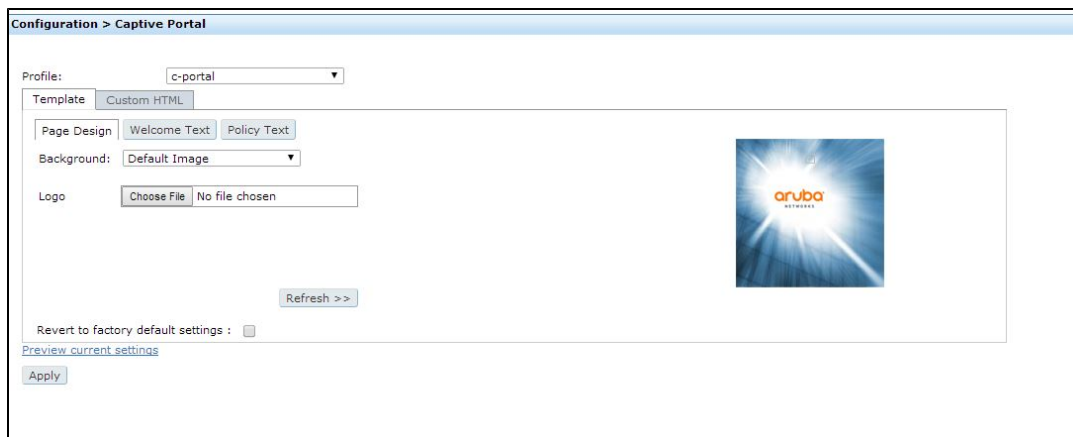 Configuration > Captive Portal
Profile: c-portal
Template Custom HTML
Page Design Welcome Text Policy Text
Background: Default Image
Logo Choose File No file chosen
aruba
NETWORKS
Refresh >>
Revert to factory default settings :
Preview current settings
Apply